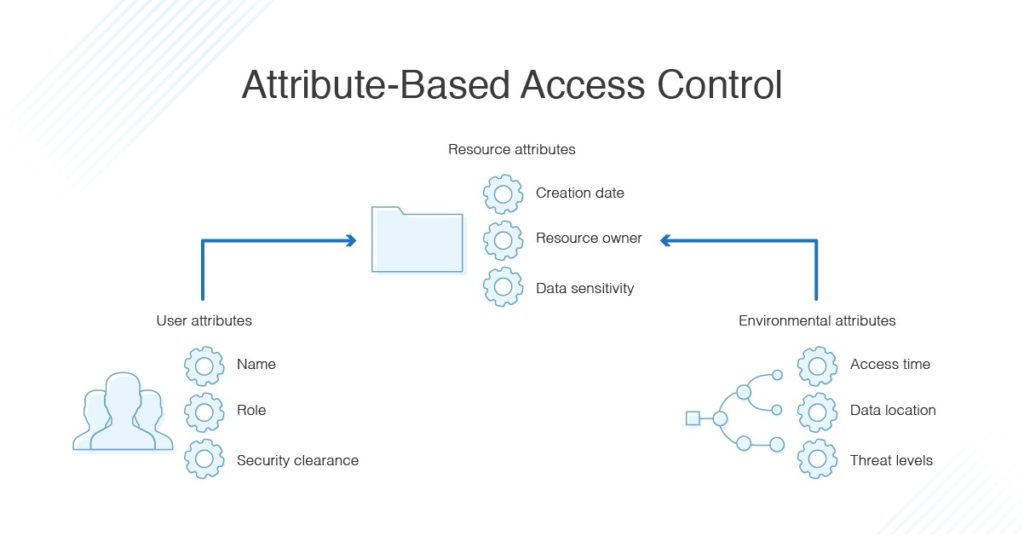 Attribute-Based Access Control
Resource attributes
Creation date
Resource owner
Data sensitivity
User attributes
Name
Role
Security clearance
Environmental attributes
Access time
Data location
Threat levels